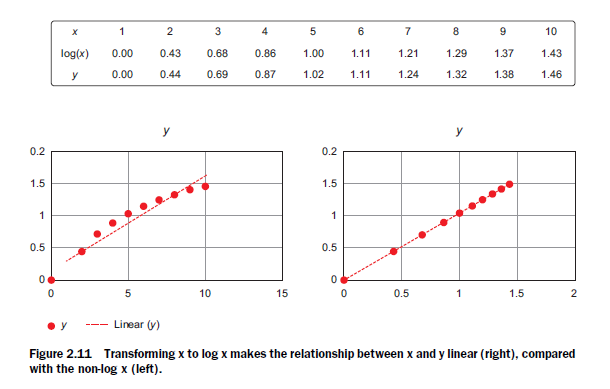 x 1 2 3 4 5 6 7 8 9 10
log(x) 0.00 0.43 0.68 0.86 1.00 1.11 1.21 1.29 1.37 1.43
y 0.00 0.44 0.69 0.87 1.02 1.11 1.24 1.32 1.38 1.46
y
0.2
1.5
1
0.5
0
0 5 10 15
y Linear (y)
y
0.2
1.5
1
0.5
0
0 0.5 1 1.5 2
Figure 2.11 Transforming x to log x makes the relationship between x and y linear (right), compared
with the non-log x (left).